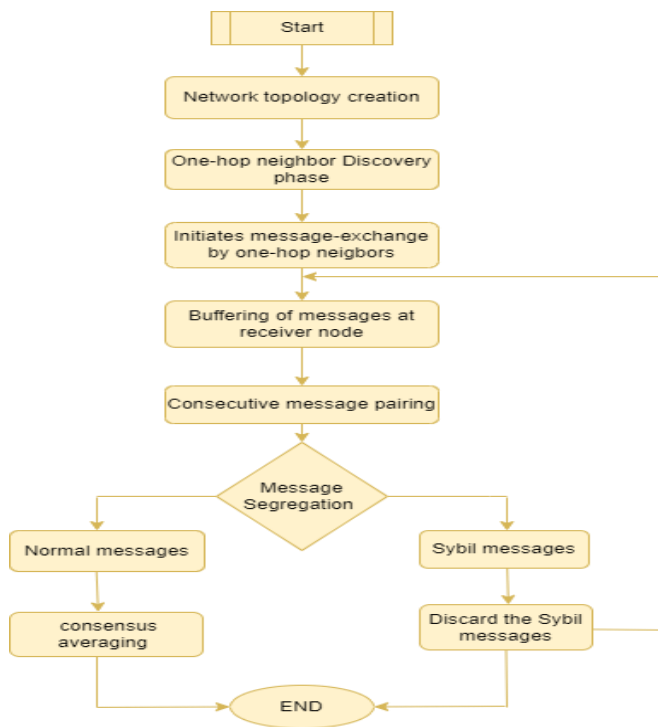 Start
Network topology creation
One-hop neighbor Discovery
phase
Initiates message-exchange
by one-hop neigbors
Buffering of messages at
receiver node
Consecutive message pairing
Message
Segregation
Normal messages
Sybil messages
consensus
averaging
Discard the Sybil
messages
END